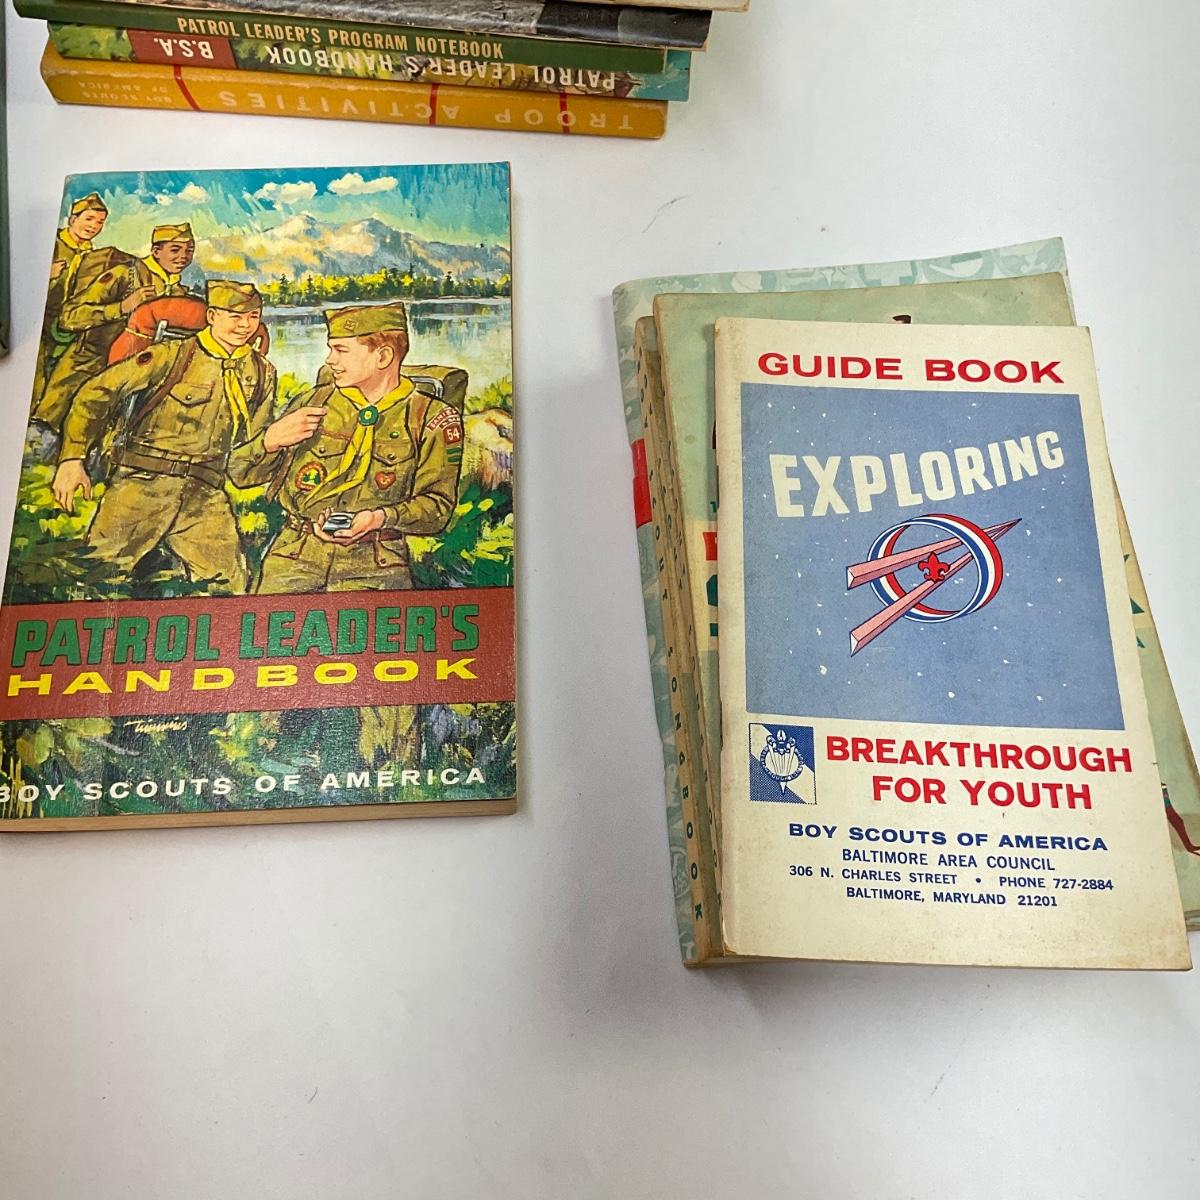 PATROL LEADER'S PROGRAM NOTEBOOK
PATROL LEADER'S HANDBOOK B.S.A.
TROOP ACTIVITIES BOY SCOUTS
OF AMERICA
54
PATROL LEADER'S
HANDBOOK
Timmins
BOY SCOUTS OF AMERICA
SONGBOOK
GUIDE BOOK
EXPLORING
BREAKTHROUGH
FOR YOUTH
BOY SCOUTS OF AMERICA
BALTIMORE AREA COUNCIL
306 N. CHARLES STREET • PHONE 727-2884
BALTIMORE, MARYLAND 21201